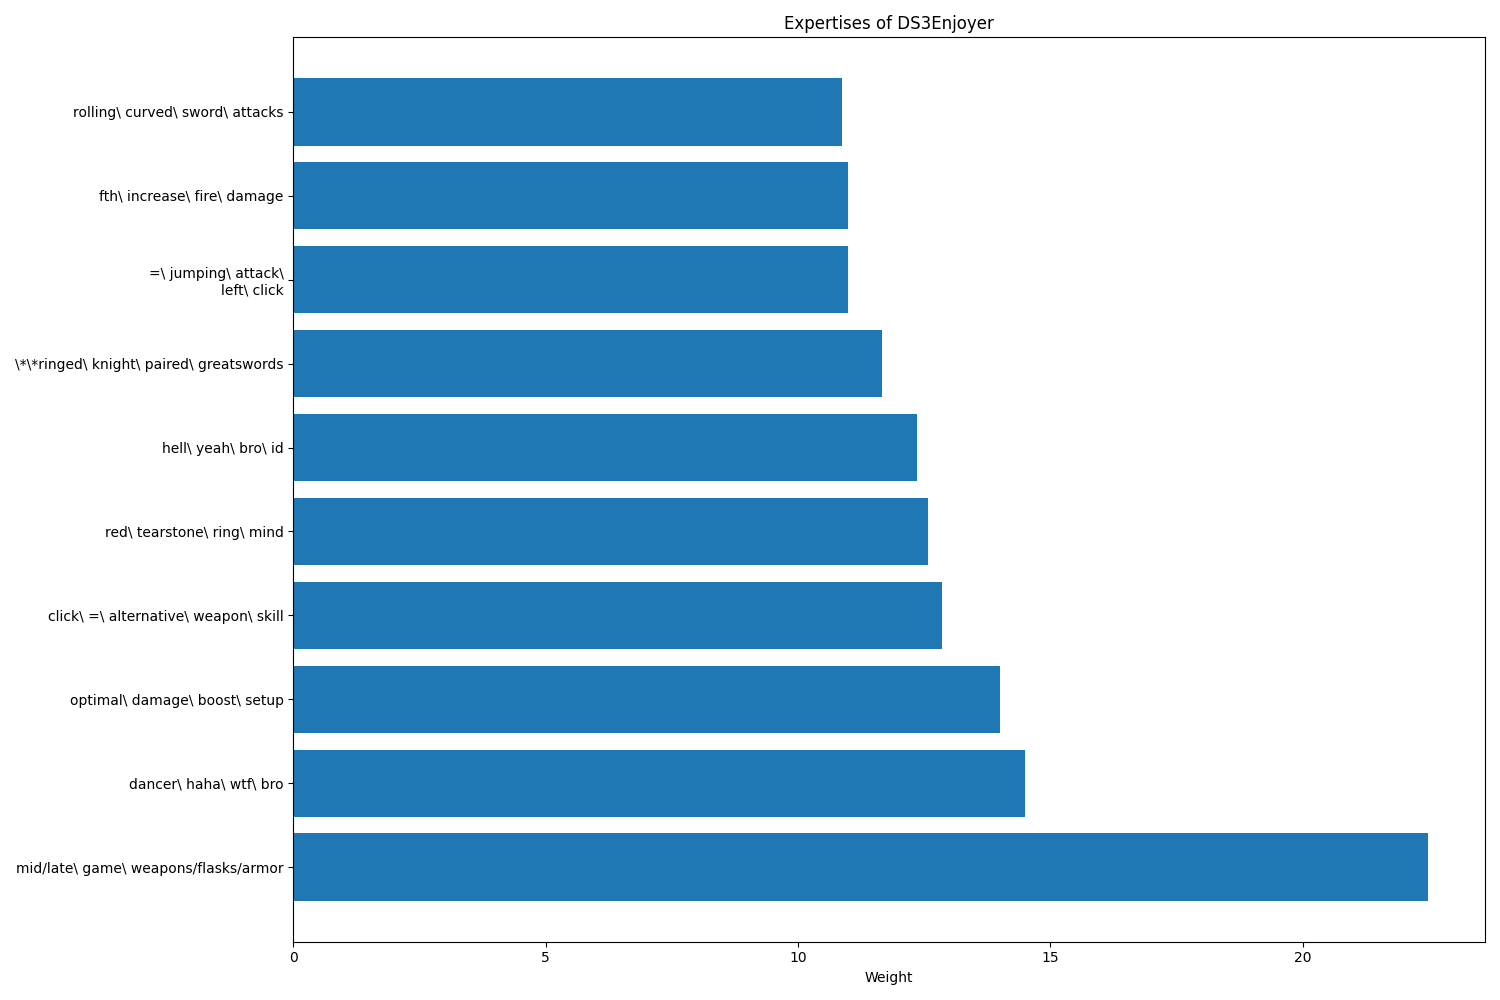 Expertises of DS3Enjoyer
rolling\ curved\ sword\ attacks
fth\ increase\ fire\ damage
=\ jumping\ attack\
left\ click
\*\*ringed\ knight\ paired\ greatswords
hell\ yeah\ bro\ id
red\ tearstone\ ring\ mind
click\ =\ alternative\ weapon\ skill
optimal\ damage\ boost\ setup
dancer\ haha\ wtf\ bro
mid/late\ game\ weapons/flasks/armor
0 5 10 15 20
Weight